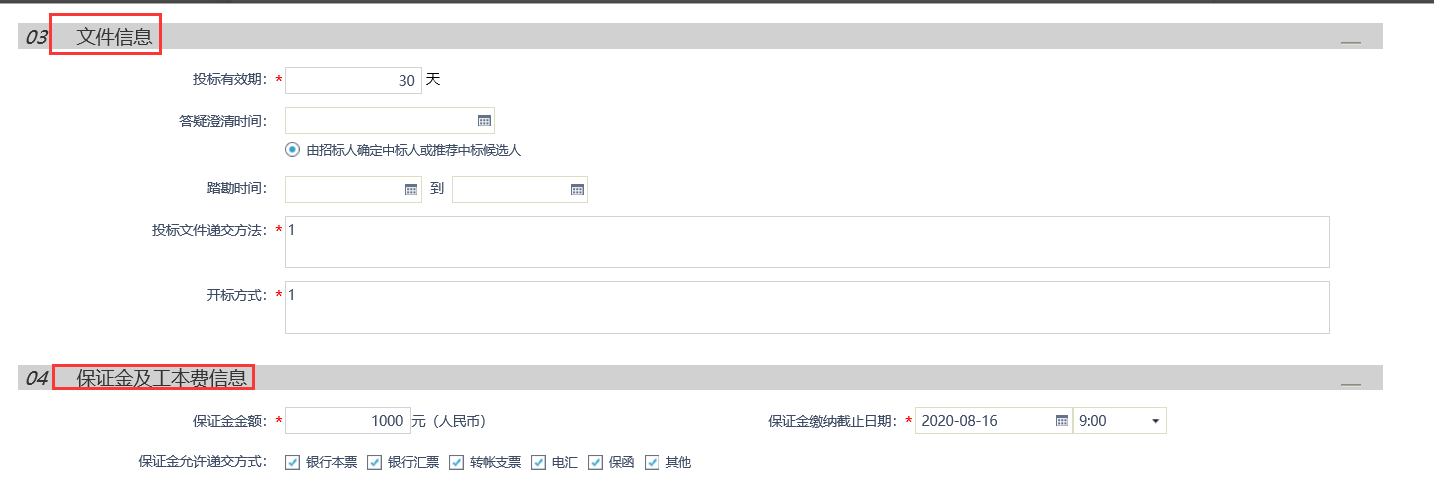 03 文件信息
投标有效期：* 30 天
答疑澄清时间：
由招标人确定中标人或推荐中标候选人
踏勘时间： 到
投标文件递交方法：* 1
开标方式：* 1
04 保证金及工本费信息
保证金金额：* 1000 元（人民币） 保证金缴纳截止日期：* 2020-08-16 9:00
保证金允许递交方式： 银行本票 银行汇票 转帐支票 电汇 保函 其他